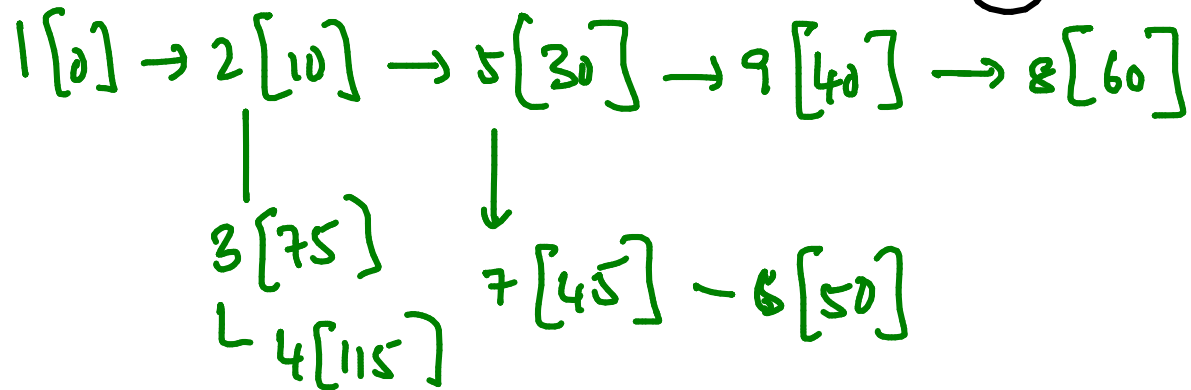 1[0] → 2[10] → 5[30] → 9[40] → 8[60]
3[75] 7[45] - 6[50]
4[115]